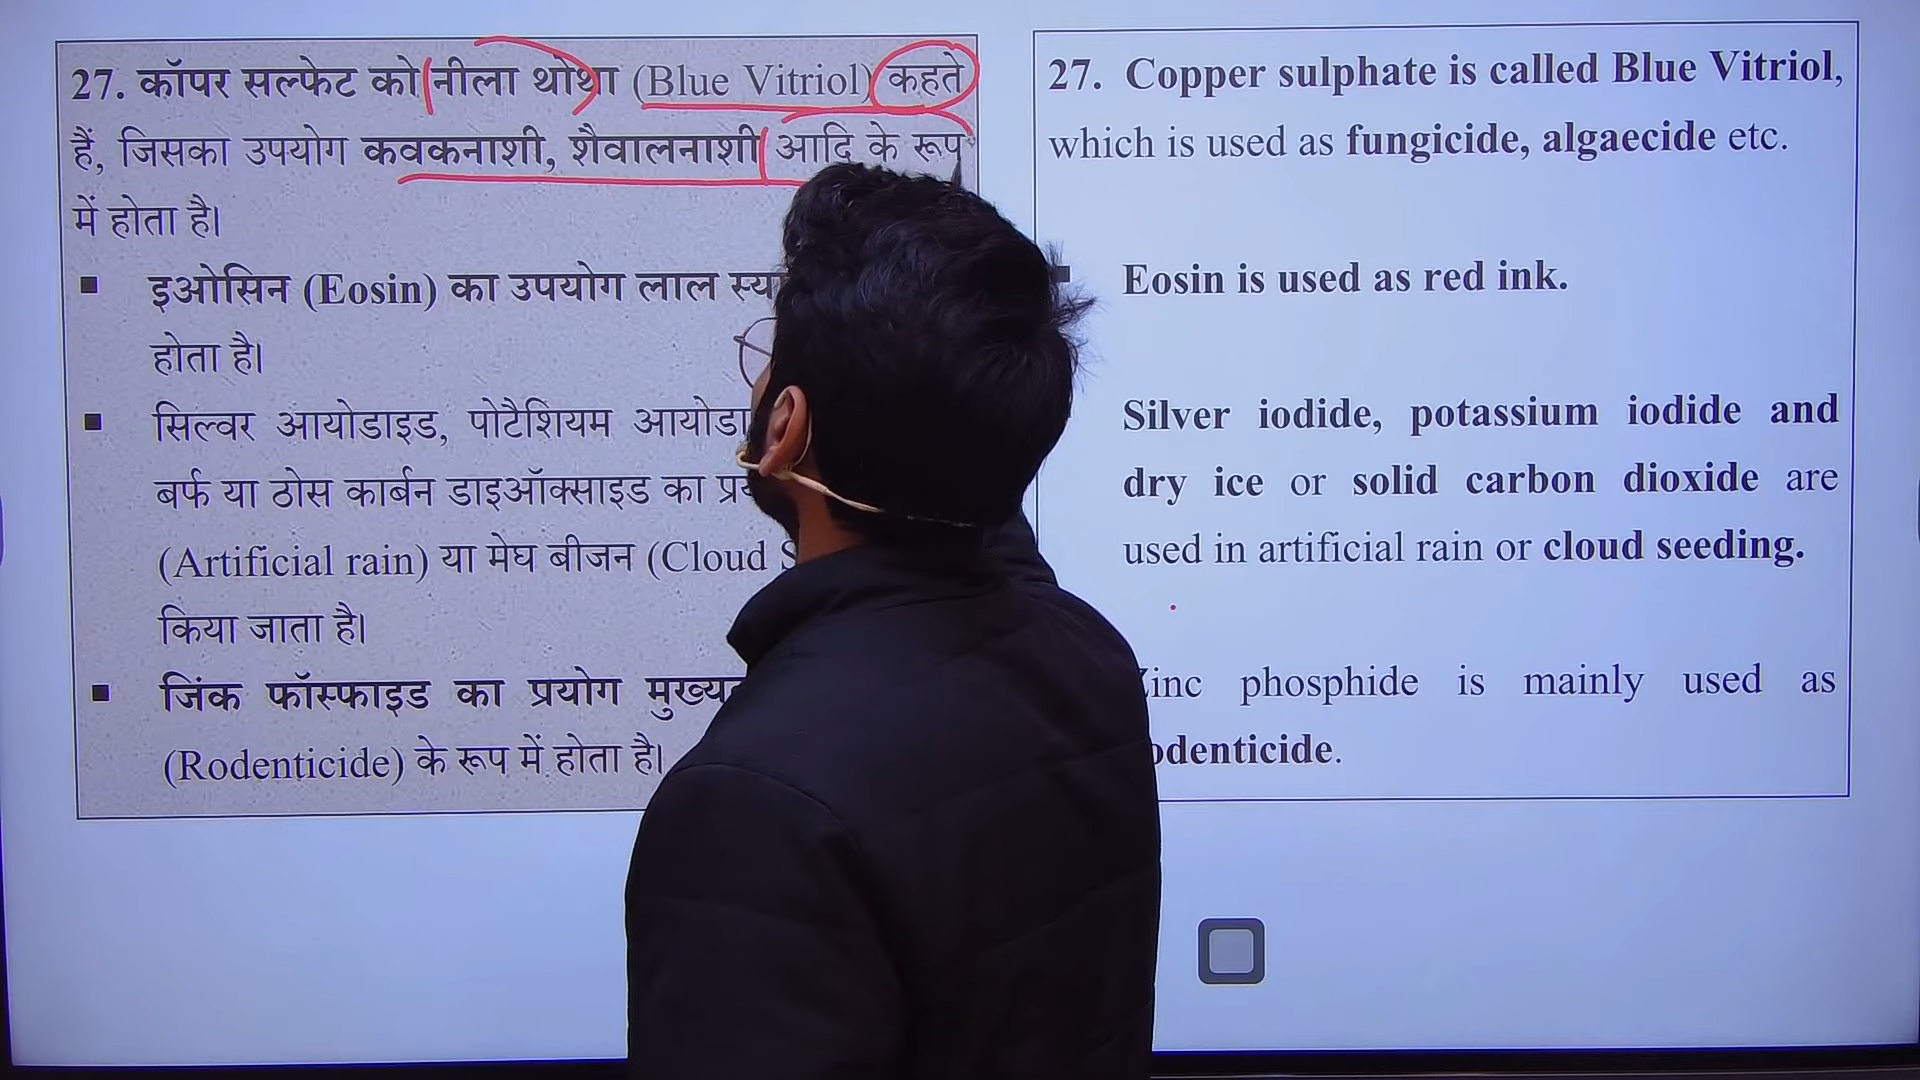 27. कॉपर सल्फेट को नीला थोथा (Blue Vitriol) कहते
हैं, जिसका उपयोग कवकनाशी, शैवालनाशी आदि के रूप
में होता है।
▪ इओसिन (Eosin) का उपयोग लाल
होता है।
▪ सिल्वर आयोडाइड, पोटैशियम
बर्फ या ठोस कार्बन डाइऑक्साइड का
(Artificial rain) या मेघ बीजन (Cloud
किया जाता है।
▪ जिंक फॉस्फाइड का प्रयोग
(Rodenticide) के रूप में होता है।
27. Copper sulphate is called Blue Vitriol,
which is used as fungicide, algaecide etc.
▪ Eosin is used as red ink.
Silver iodide, potassium iodide and
dry ice or solid carbon dioxide are
used in artificial rain or cloud seeding.
Zinc phosphide is mainly used as
rodenticide.